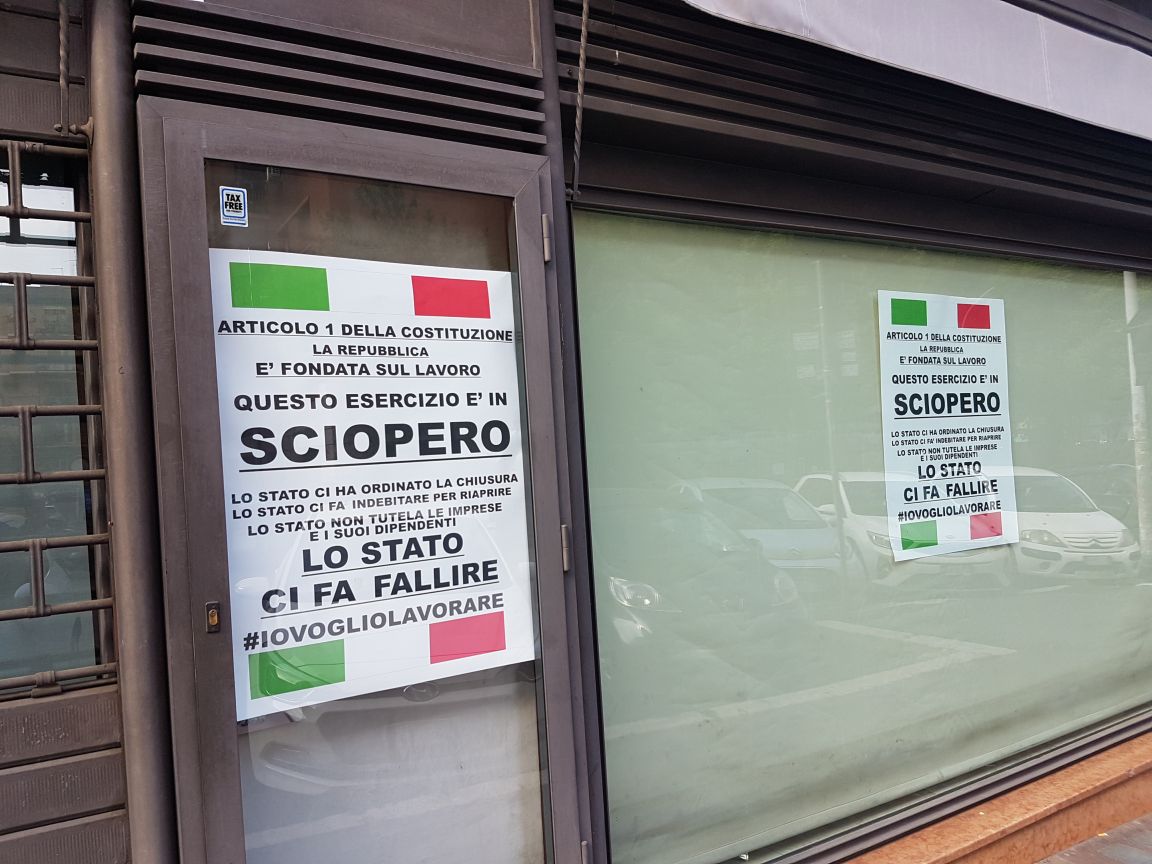 TAX
FREE
ARTICOLO 1 DELLA COSTITUZIONE
LA REPUBBLICA
E' FONDATA SUL LAVORO
QUESTO ESERCIZIO E' IN
SCIOPERO
LO STATO CI HA ORDINATO LA CHIUSURA
LO STATO CI FA INDEBITARE PER RIAPRIRE
LO STATO NON TUTELA LE IMPRESE
E I SUOI DIPENDENTI
LO STATO
CI FA FALLIRE
#IOVOGLIOLAVORARE
ARTICOLO 1 DELLA COSTITUZIONE
LA REPUBBLICA
E' FONDATA SUL LAVORO
QUESTO ESERCIZIO E' IN
SCIOPERO
LO STATO CI HA ORDINATO LA CHIUSURA
LO STATO CI FA' INDEBITARE PER RIAPRIRE
LO STATO NON TUTELA LE IMPRESE
E I SUOI DIPENDENTI
LO STATO
CI FA FALLIRE
#IOVOGLIOLAVORARE